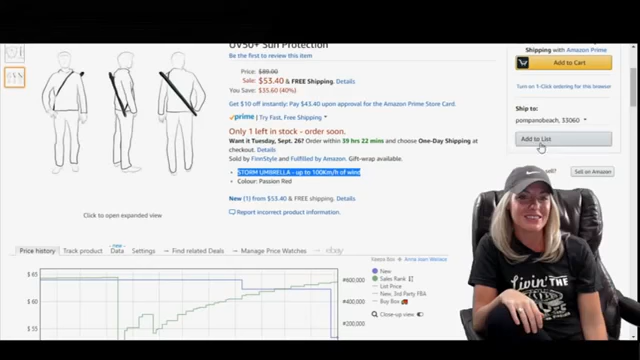 UV50+ Sun Protection
Be the first to review this item
Price: $89.00
Sale: $53.40 & FREE Shipping. Details
You Save: $35.60 (40%)
Get $10 off instantly: Pay $43.40 upon approval for the Amazon Prime Store Card.
prime | Try Fast, Free Shipping
Only 1 left in stock - order soon.
Want it Tuesday, Sept. 26? Order within 39 hrs 22 mins and choose One-Day Shipping at
checkout. Details
Sold by FirmStyle and Fulfilled by Amazon. Gift-wrap available.
STORM UMBRELLA - up to 100Km/h of wind
Colour: Passion Red
New (1) from $53.40 & FREE shipping. Details
Report incorrect product information.
Click to open expanded view
Shipping with Amazon Prime
Add to Cart
Turn on 1-Click ordering for this browser
Ship to:
pompanobeach, 33060
Add to List
sell?
Sell on Amazon
Price history
Track product
new
Data
Settings
Find related Deals
Manage Price Watches
ebay
Keepa Box
$ 65
$ 60
$ 55
#600,000
#400,000
#200,000
New
Sales Rank
List Price
New, 3rd Party FBA
Buy Box
Close-up view
Livin' THE